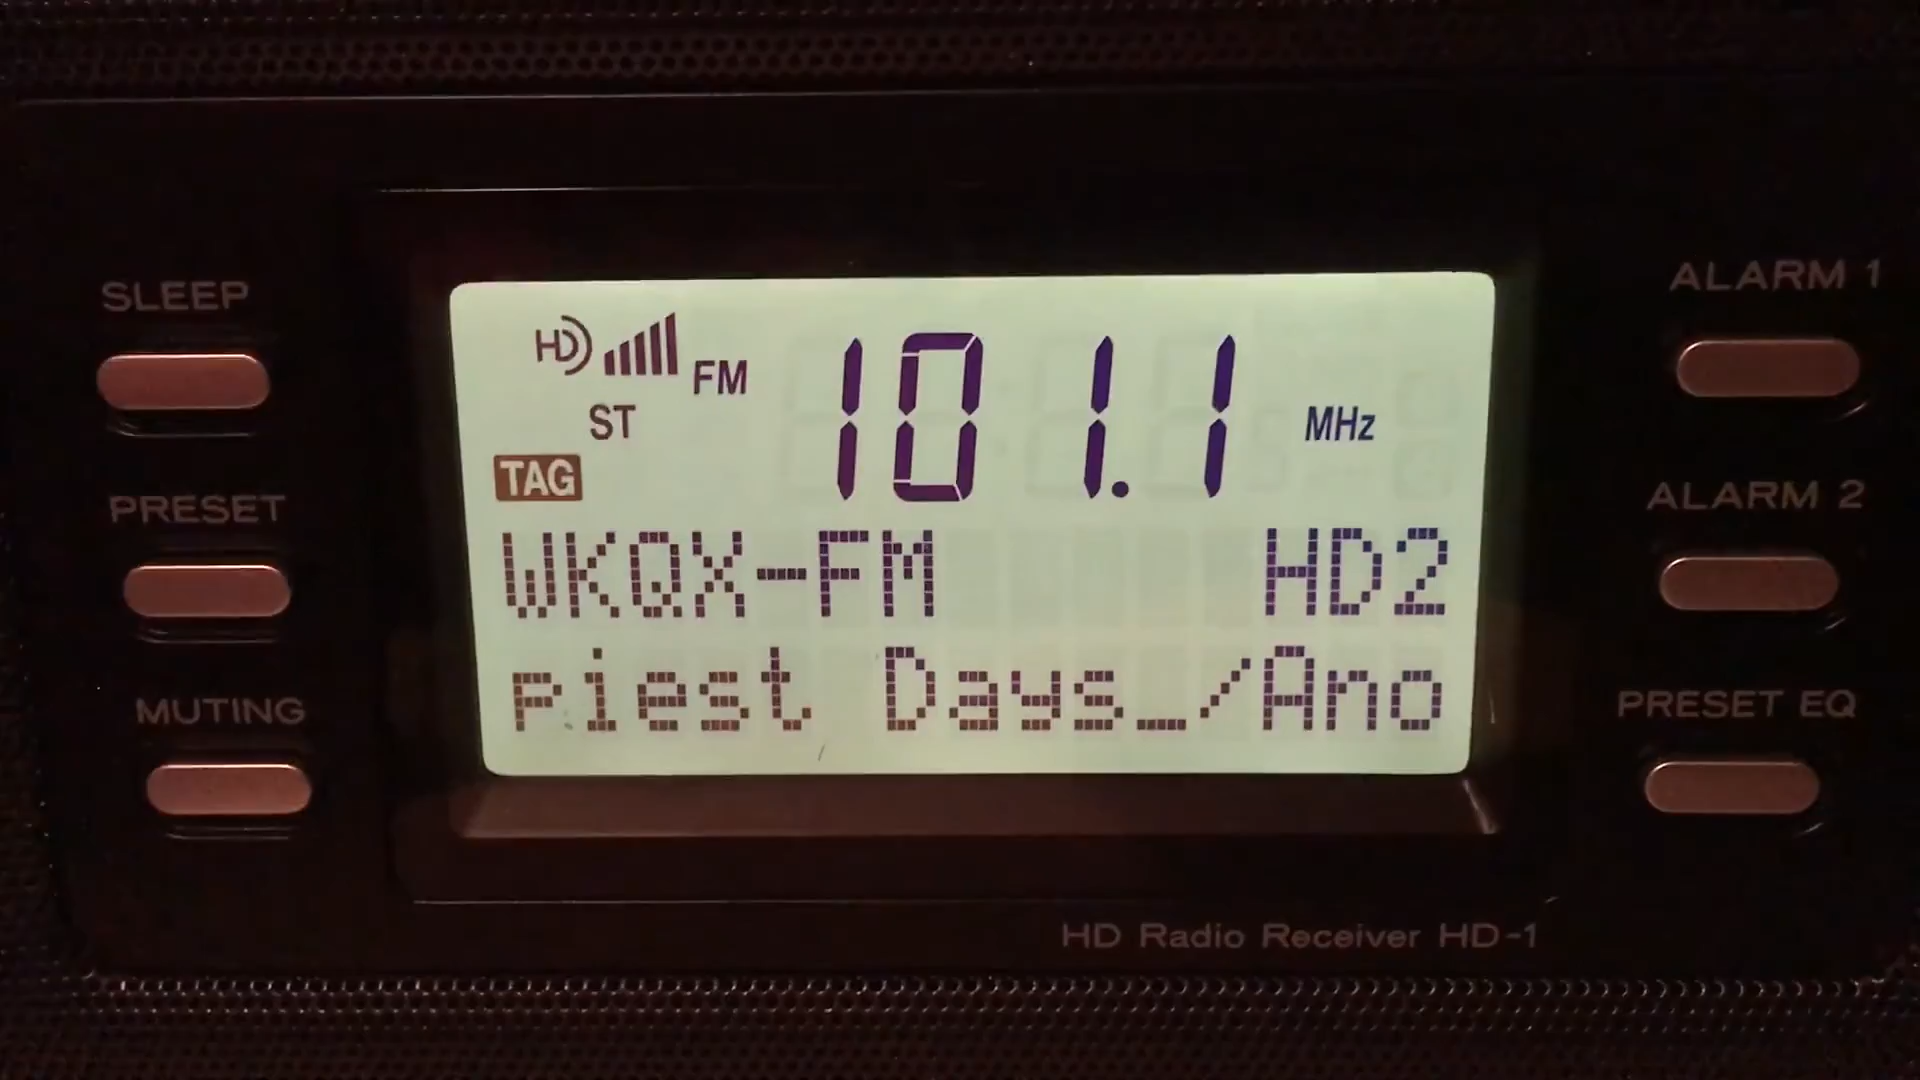 SLEEP
PRESET
MUTING
HD FM 101.1 MHz
ST
TAG
WKQX-FM HD2
piest Days_/Ano
ALARM 1
ALARM 2
PRESET EQ
HD Radio Receiver HD-1